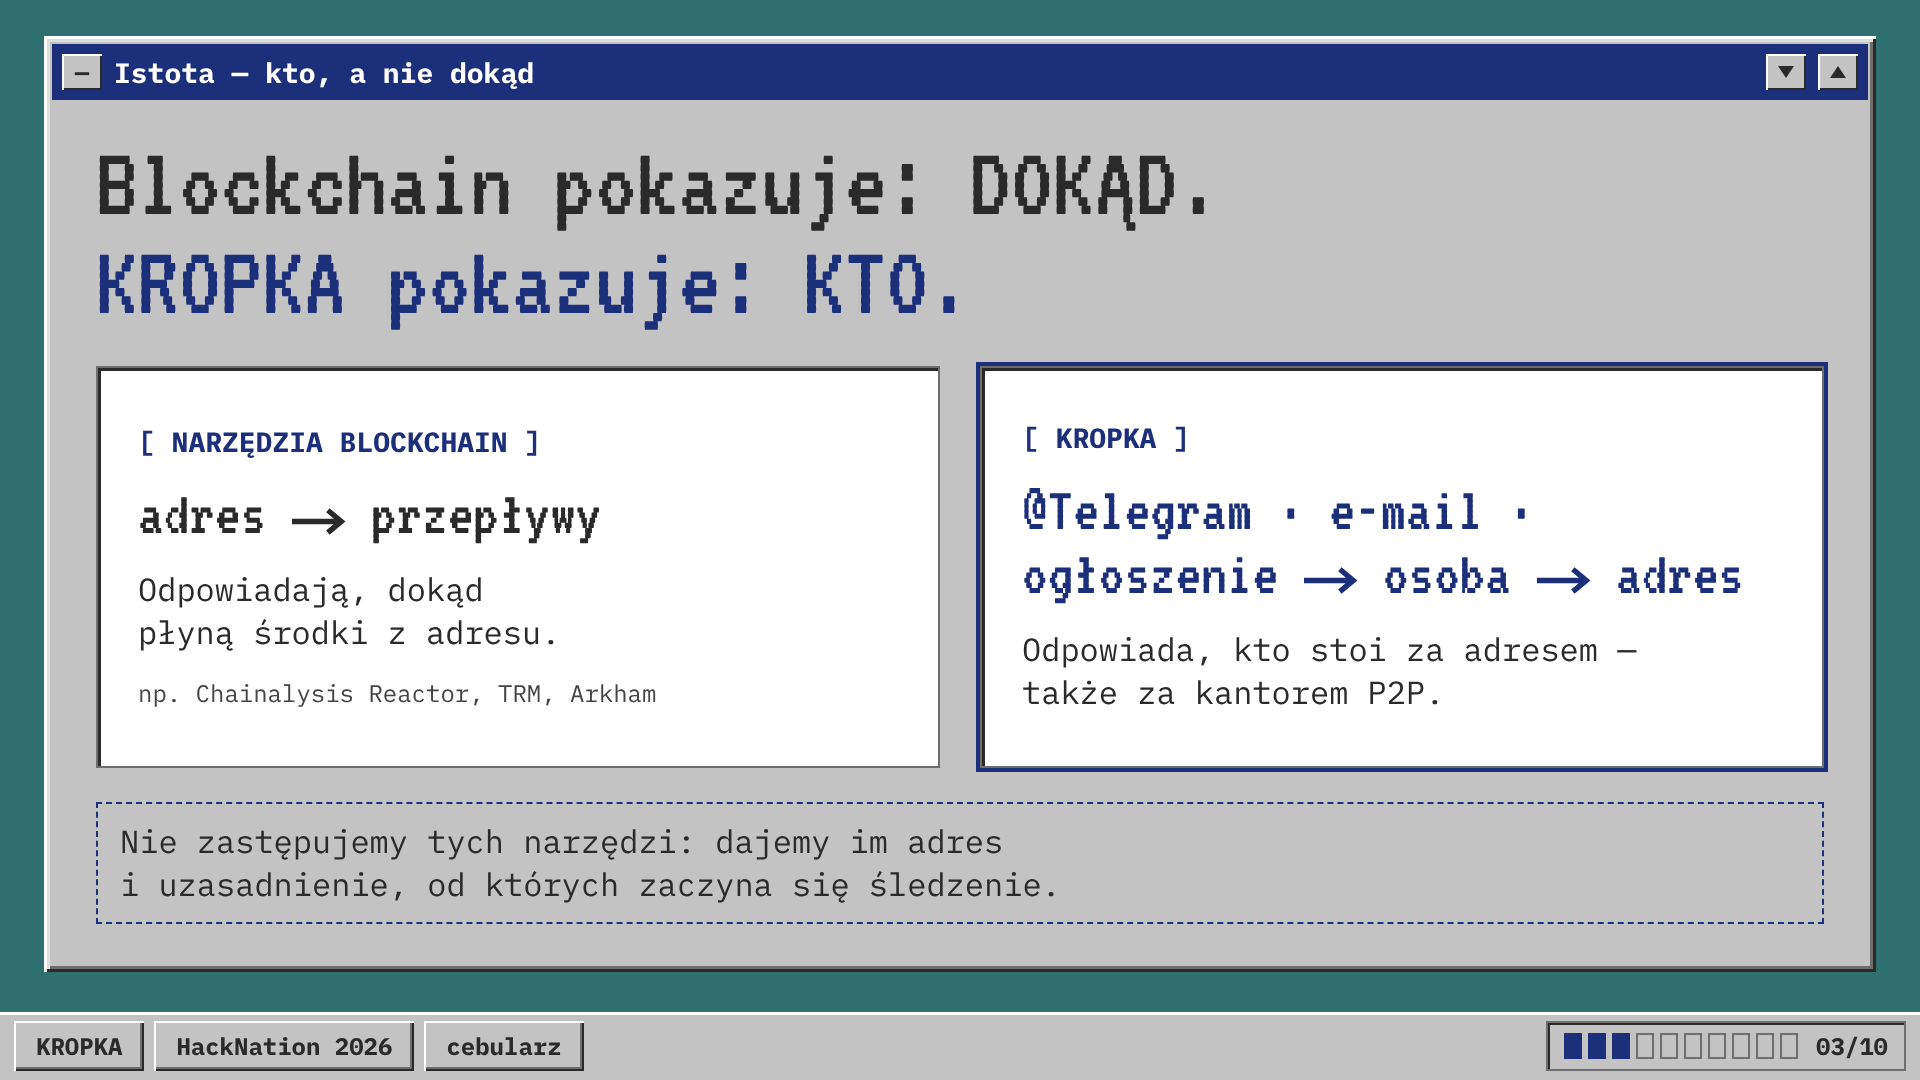 – Istota — kto, a nie dokąd ▼ ▲
Blockchain pokazuje: DOKĄD.
KROPKA pokazuje: KTO.
[ NARZĘDZIA BLOCKCHAIN ]
adres → przepływy
Odpowiadają, dokąd
płyną środki z adresu.
np. Chainalysis Reactor, TRM, Arkham
[ KROPKA ]
@Telegram · e-mail ·
ogłoszenie → osoba → adres
Odpowiada, kto stoi za adresem —
także za kantorem P2P.
Nie zastępujemy tych narzędzi: dajemy im adres
i uzasadnienie, od których zaczyna się śledzenie.
KROPKA HackNation 2026 cebularz 03/10